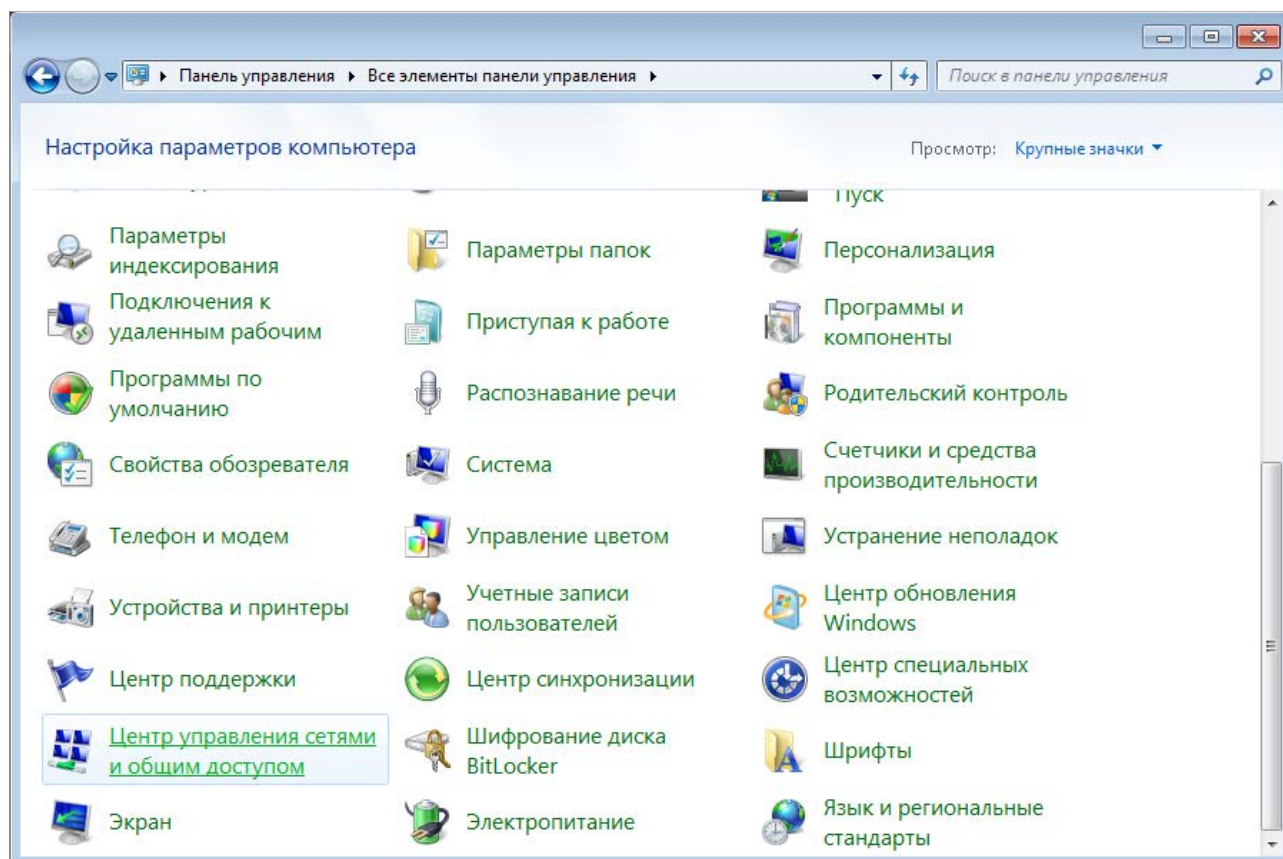 Панель управления ▸ Все элементы панели управления ▸
Поиск в панели управления
Настройка параметров компьютера
Просмотр: Крупные значки
Пуск
Параметры
индексирования
Параметры папок
Персонализация
Подключения к
удаленным рабочим
Приступая к работе
Программы и
компоненты
Программы по
умолчанию
Распознавание речи
Родительский контроль
Свойства обозревателя
Система
Счетчики и средства
производительности
Телефон и модем
Управление цветом
Устранение неполадок
Устройства и принтеры
Учетные записи
пользователей
Центр обновления
Windows
Центр поддержки
Центр синхронизации
Центр специальных
возможностей
Центр управления сетями
и общим доступом
Шифрование диска
BitLocker
Шрифты
Экран
Электропитание
Язык и региональные
стандарты